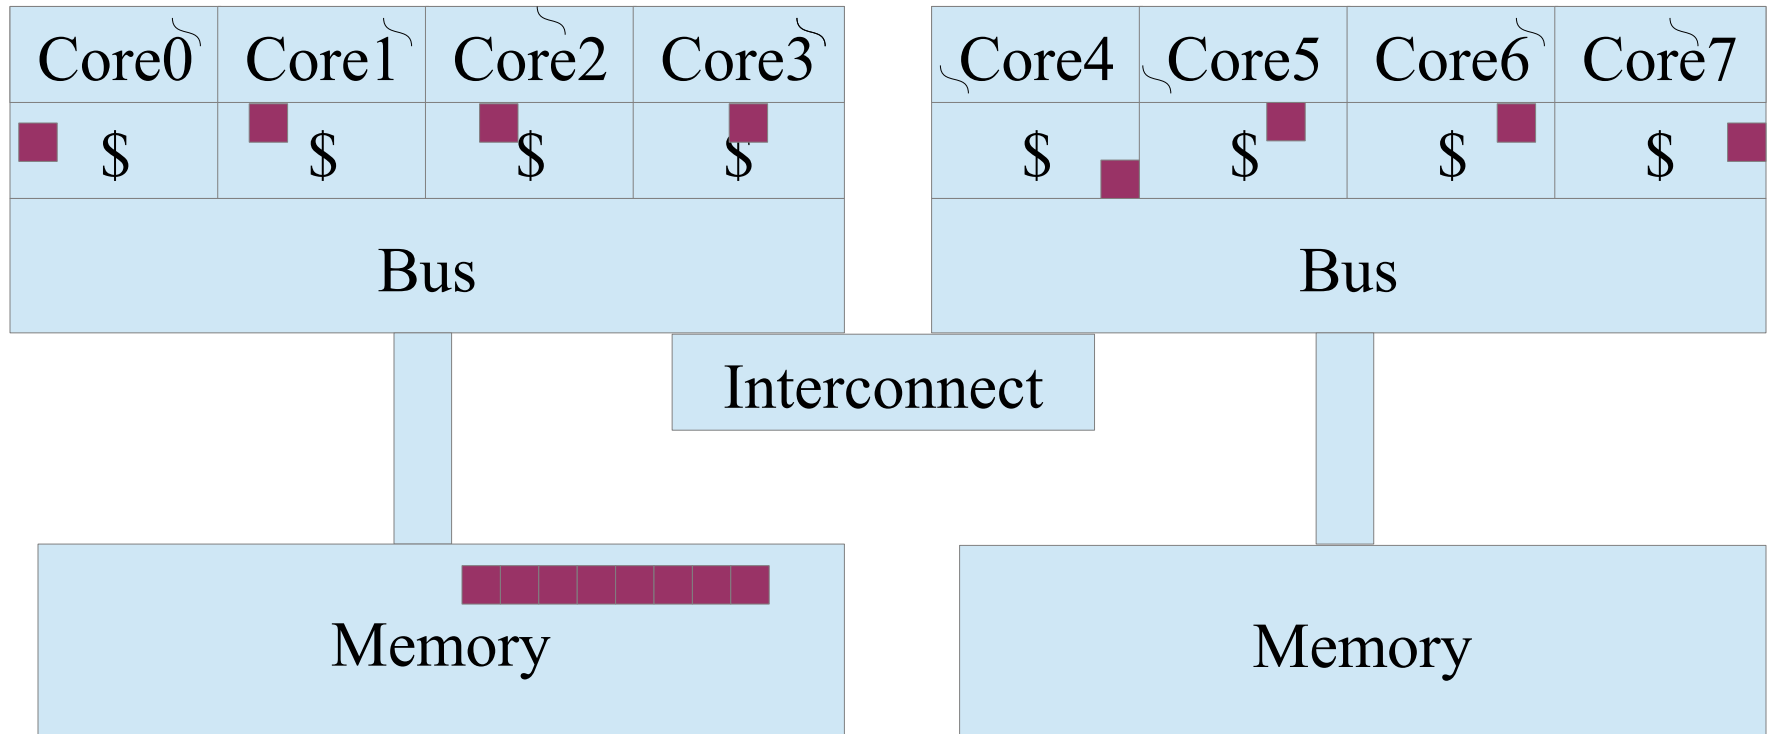 Core0 Core1 Core2 Core3 Core4 Core5 Core6 Core7
$ $ $ $ $ $ $ $
Bus Bus
Interconnect
Memory Memory